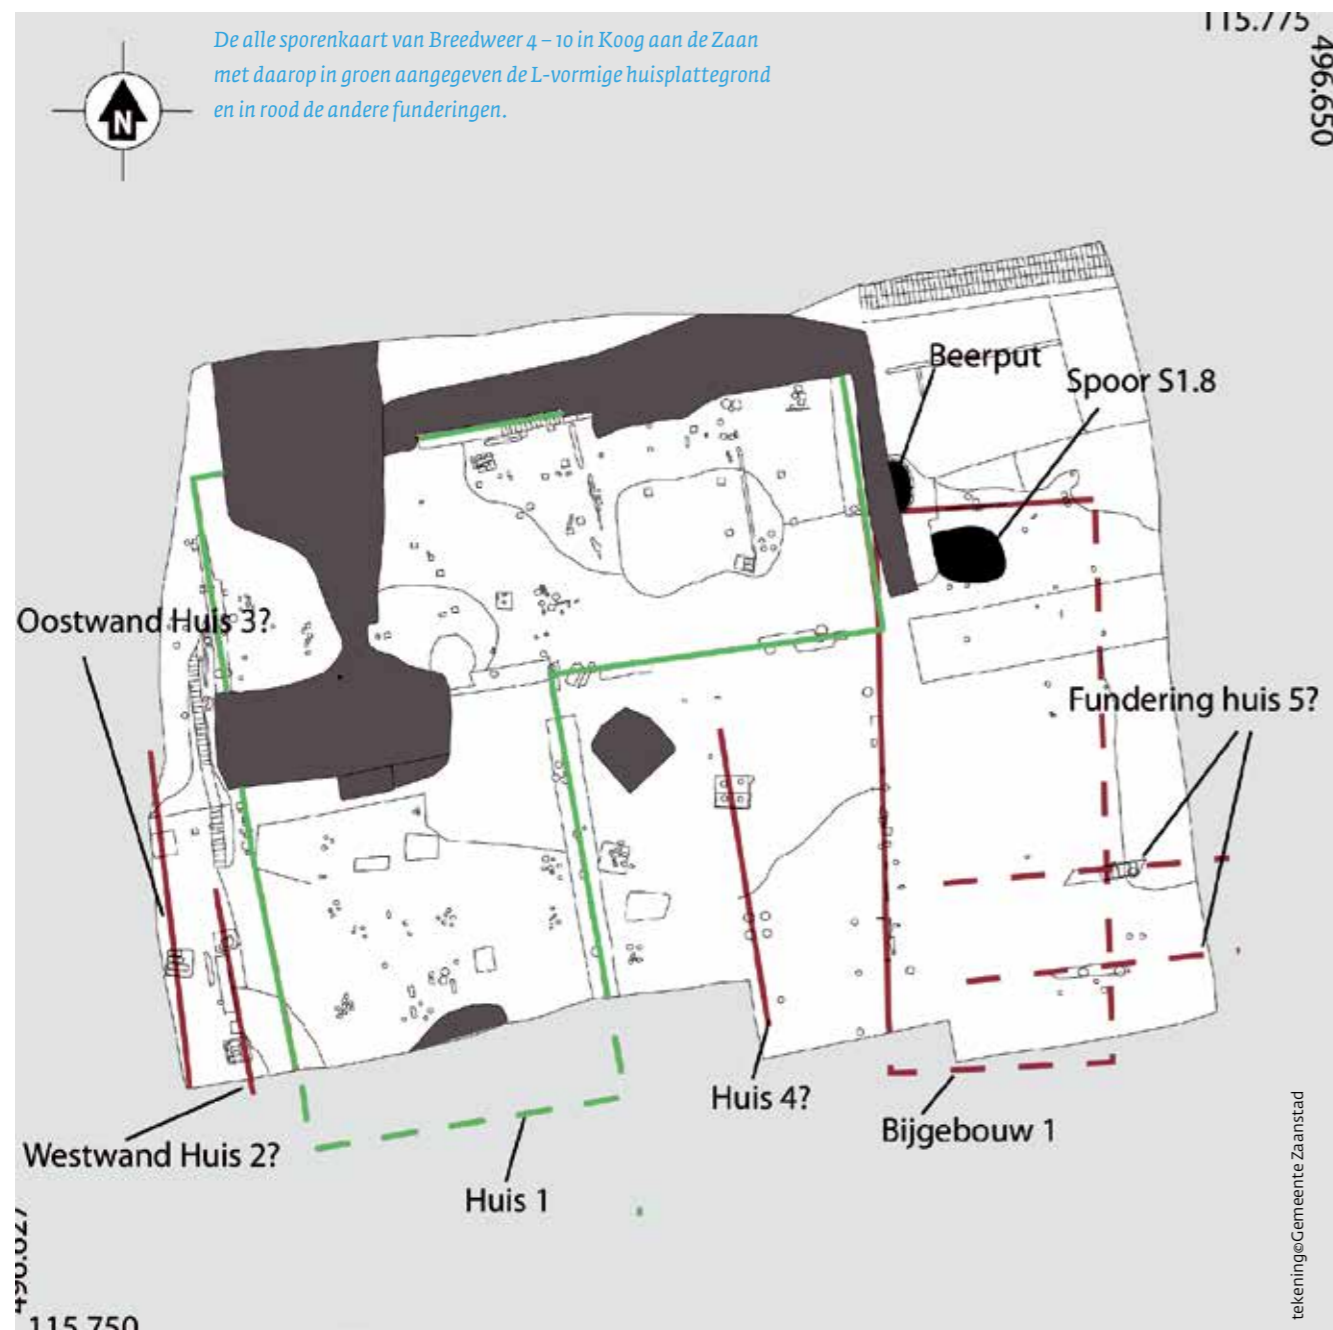 De alle sporenkaart van Breedweer 4 – 10 in Koog aan de Zaan
met daarop in groen aangegeven de L-vormige huisplattegrond
en in rood de andere funderingen.
115.775
496.650
N
Beerput
Spoor S1.8
Oostwand Huis 3?
Fundering huis 5?
Huis 4?
Bijgebouw 1
Westwand Huis 2?
Huis 1
tekening©Gemeente Zaanstad
115.750